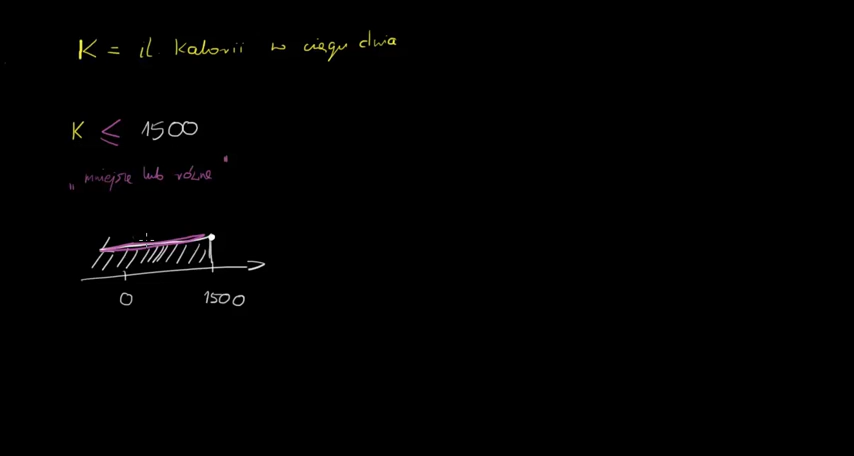 K = il. kalorii w ciągu dnia
K ≤ 1500
„mniejsze lub równe"
0 1500